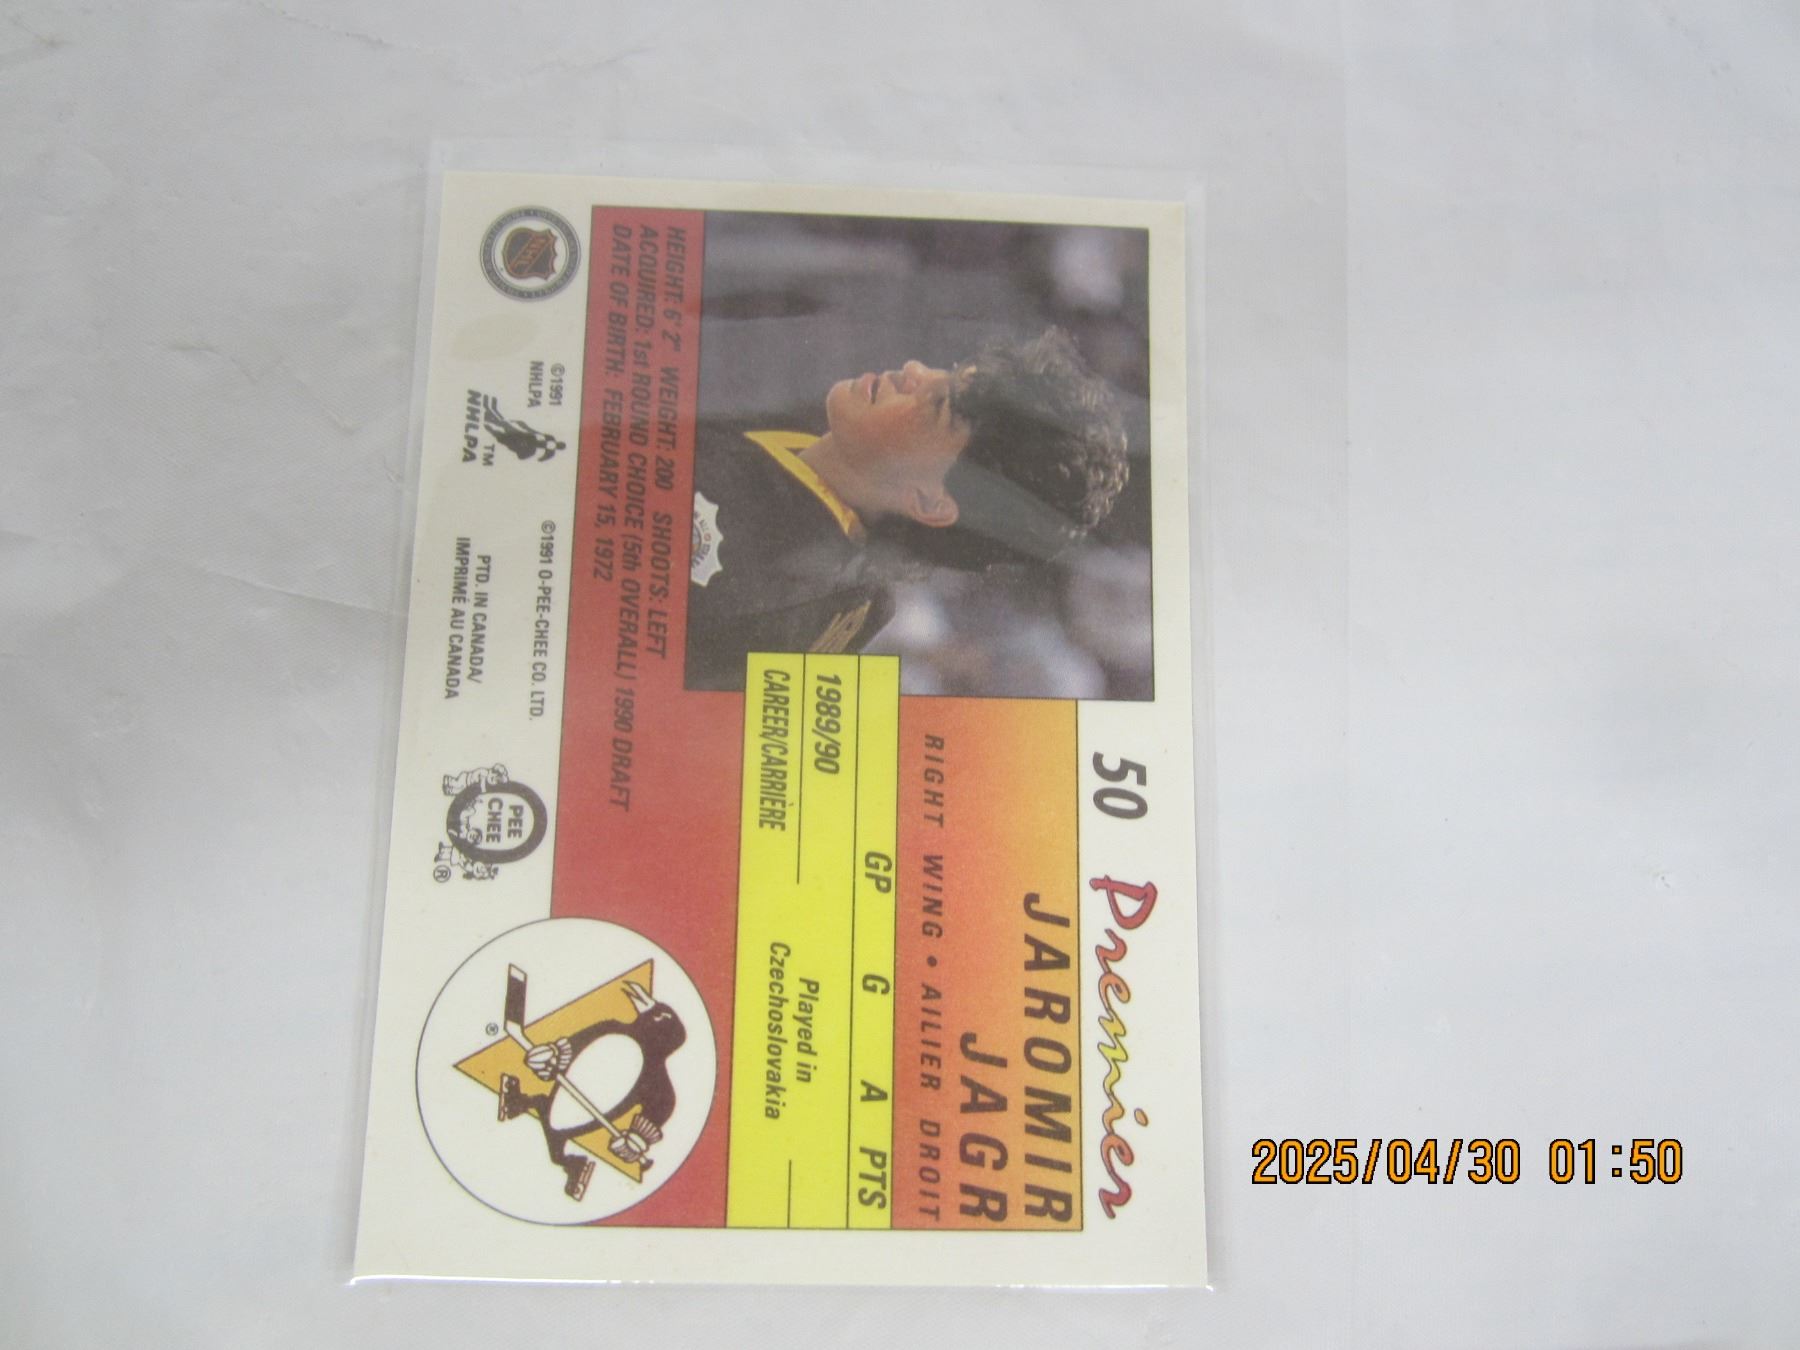 50 Premier
JAROMIR
JAGR
RIGHT WING • AILIER DROIT
GP G A PTS
1989/90 Played in
CAREER/CARRIÈRE Czechoslovakia
HEIGHT: 6' 2" WEIGHT: 200 SHOOTS: LEFT
ACQUIRED: 1st ROUND CHOICE (5th OVERALL) 1990 DRAFT
DATE OF BIRTH: FEBRUARY 15, 1972
NHL
©1991
NHLPA
™
NHLPA
©1991 O-PEE-CHEE CO. LTD.
PTD. IN CANADA/
IMPRIMÉ AU CANADA
O
PEE
CHEE
®
®
2025/04/30 01:50